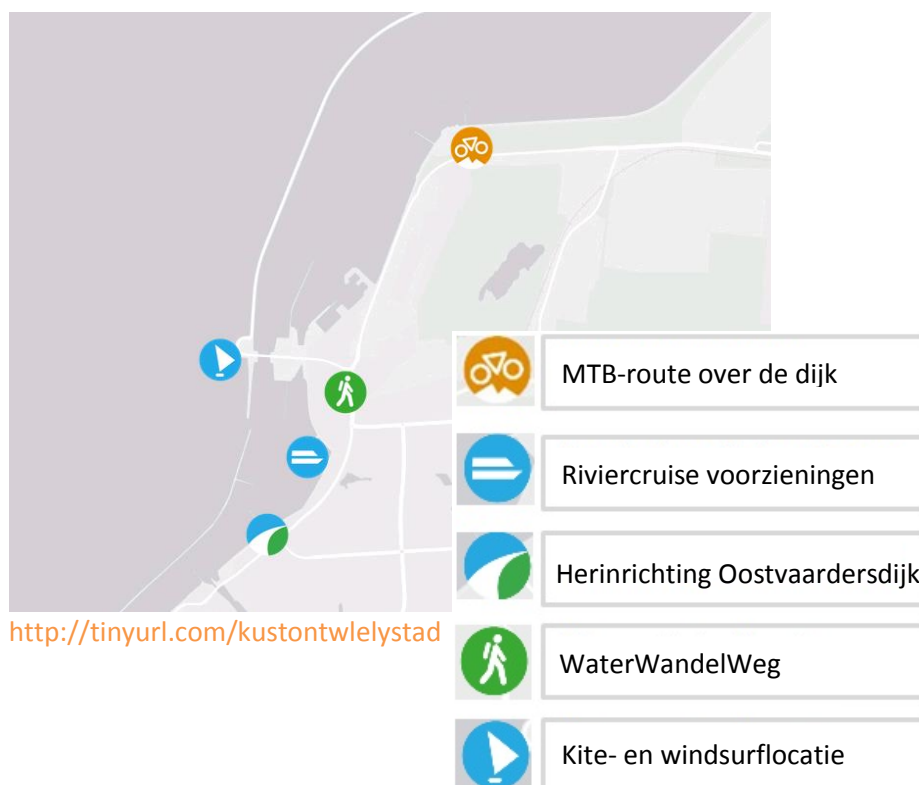 MTB-route over de dijk
Riviercruise voorzieningen
Herinrichting Oostvaardersdijk
http://tinyurl.com/kustontwlelystad
WaterWandelWeg
Kite- en windsurflocatie